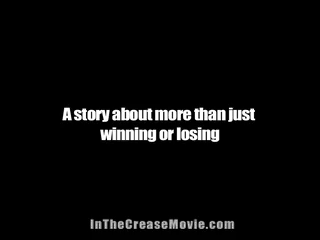 A story about more than just
winning or losing
InTheCreaseMovie.com